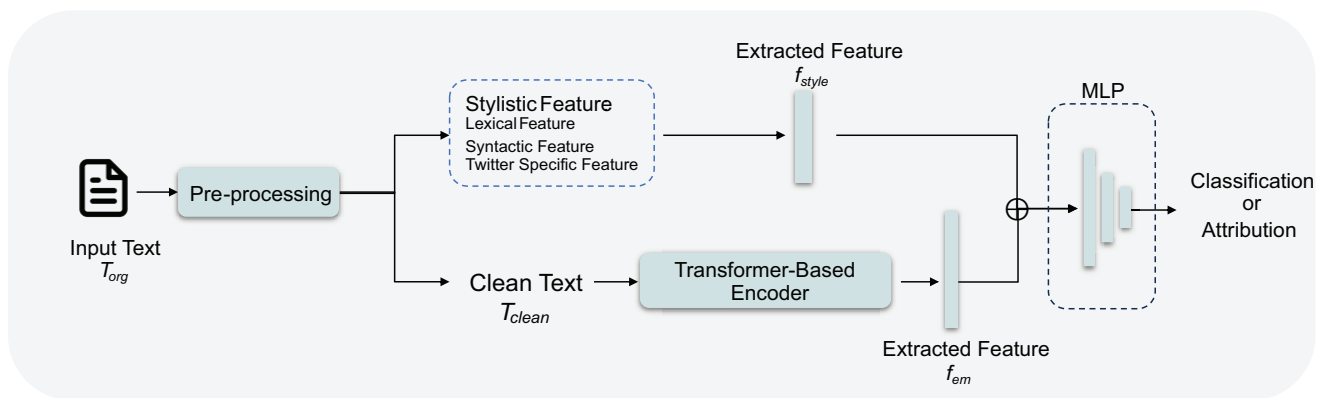 Input Text
T_org
Pre-processing
Stylistic Feature
Lexical Feature
Syntactic Feature
Twitter Specific Feature
Extracted Feature
f_style
Clean Text
T_clean
Transformer-Based
Encoder
Extracted Feature
f_em
MLP
Classification
or
Attribution